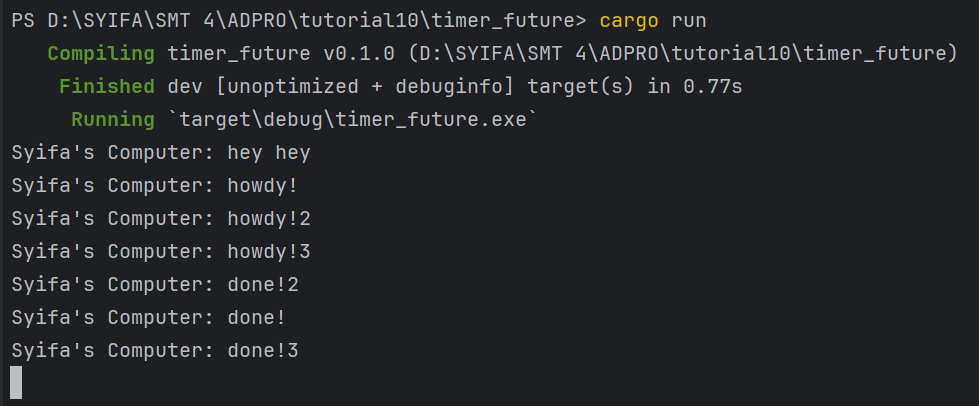 PS D:\SYIFA\SMT 4\ADPRO\tutorial10\timer_future> cargo run
   Compiling timer_future v0.1.0 (D:\SYIFA\SMT 4\ADPRO\tutorial10\timer_future)
    Finished dev [unoptimized + debuginfo] target(s) in 0.77s
     Running `target\debug\timer_future.exe`
Syifa's Computer: hey hey
Syifa's Computer: howdy!
Syifa's Computer: howdy!2
Syifa's Computer: howdy!3
Syifa's Computer: done!2
Syifa's Computer: done!
Syifa's Computer: done!3